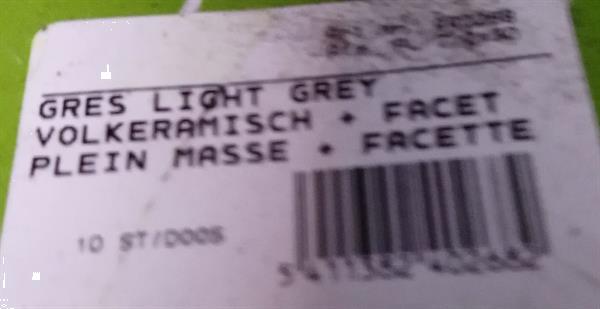 GRES LIGHT GREY
VOLKERAMISCH + FACET
PLEIN MASSE + FACETTE
10 ST/DOOS